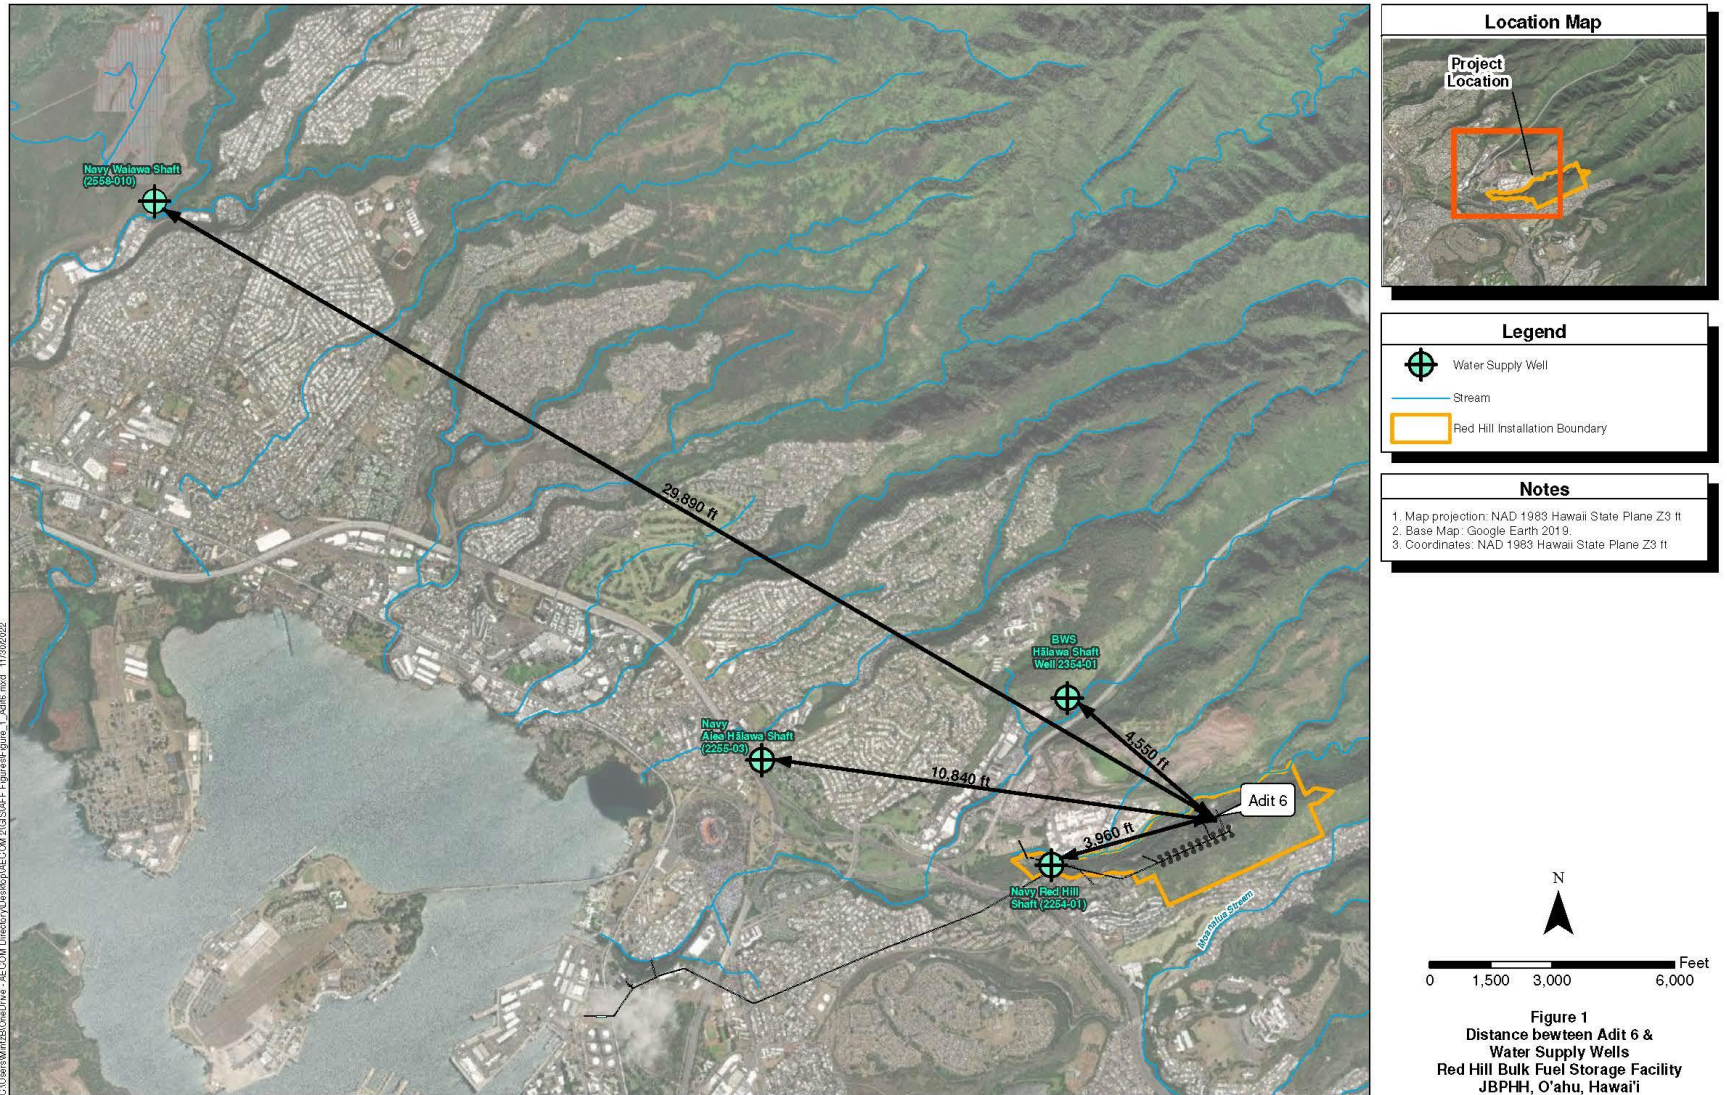 Navy Waiawa Shaft
(2558-010)
29,890 ft
BWS
Hālawa Shaft
Well 2354-01
4,550 ft
Navy
Aiea Hālawa Shaft
(2255-03)
10,840 ft
Adit 6
3,960 ft
Navy Red Hill
Shaft (2254-01)
Moanalua Stream
Location Map
Project
Location
Legend
Water Supply Well
Stream
Red Hill Installation Boundary
Notes
1. Map projection: NAD 1983 Hawaii State Plane Z3 ft
2. Base Map: Google Earth 2019.
3. Coordinates: NAD 1983 Hawaii State Plane Z3 ft
N
Feet
0 1,500 3,000 6,000
Figure 1
Distance bewteen Adit 6 &
Water Supply Wells
Red Hill Bulk Fuel Storage Facility
JBPHH, O'ahu, Hawai'i